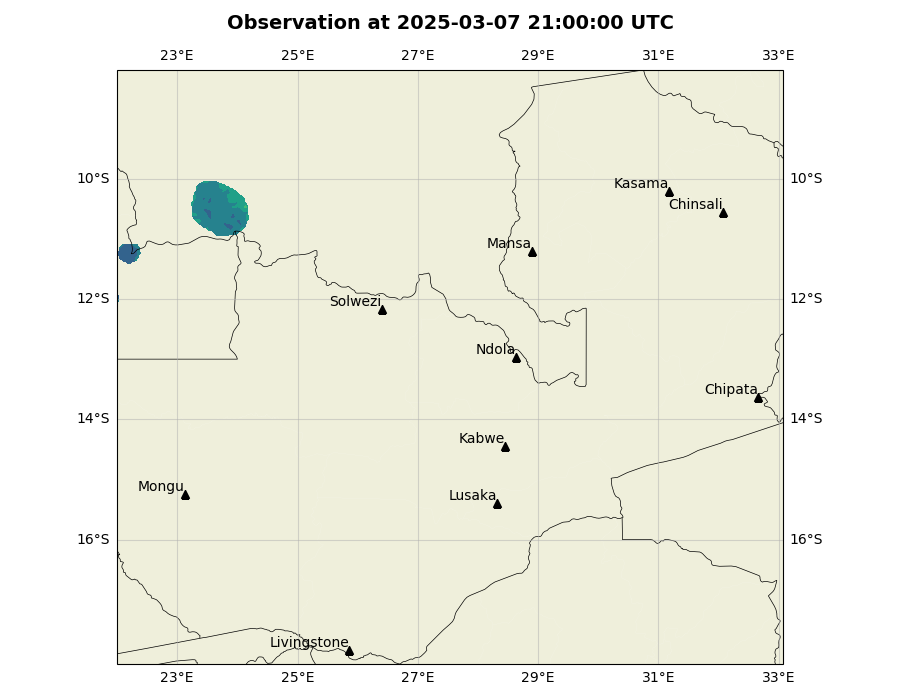 Observation at 2025-03-07 21:00:00 UTC
23°E 25°E 27°E 29°E 31°E 33°E
10°S 10°S
Kasama
Chinsali
Mansa
12°S 12°S
Solwezi
Ndola
Chipata
14°S 14°S
Kabwe
Mongu
Lusaka
16°S 16°S
Livingstone
23°E 25°E 27°E 29°E 31°E 33°E